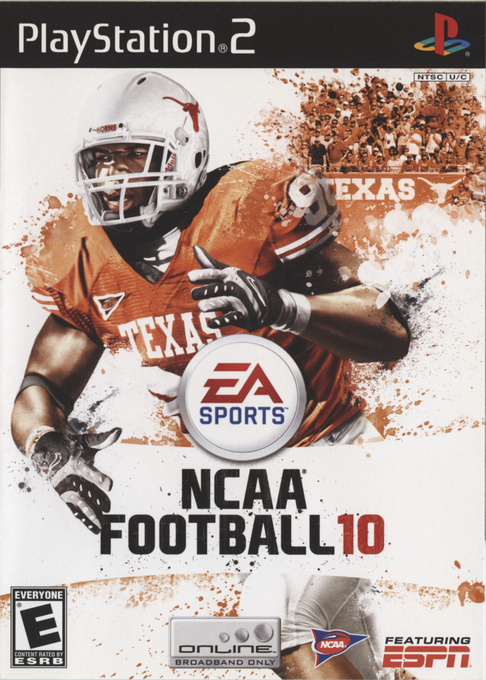 PlayStation®2
NTSC U/C
HORNS
TEXAS
TEXAS
EA
SPORTS™
NCAA®
FOOTBALL 10
EVERYONE
E
CONTENT RATED BY
ESRB
ONLINE
BROADBAND ONLY
NCAA
FEATURING
ESPN